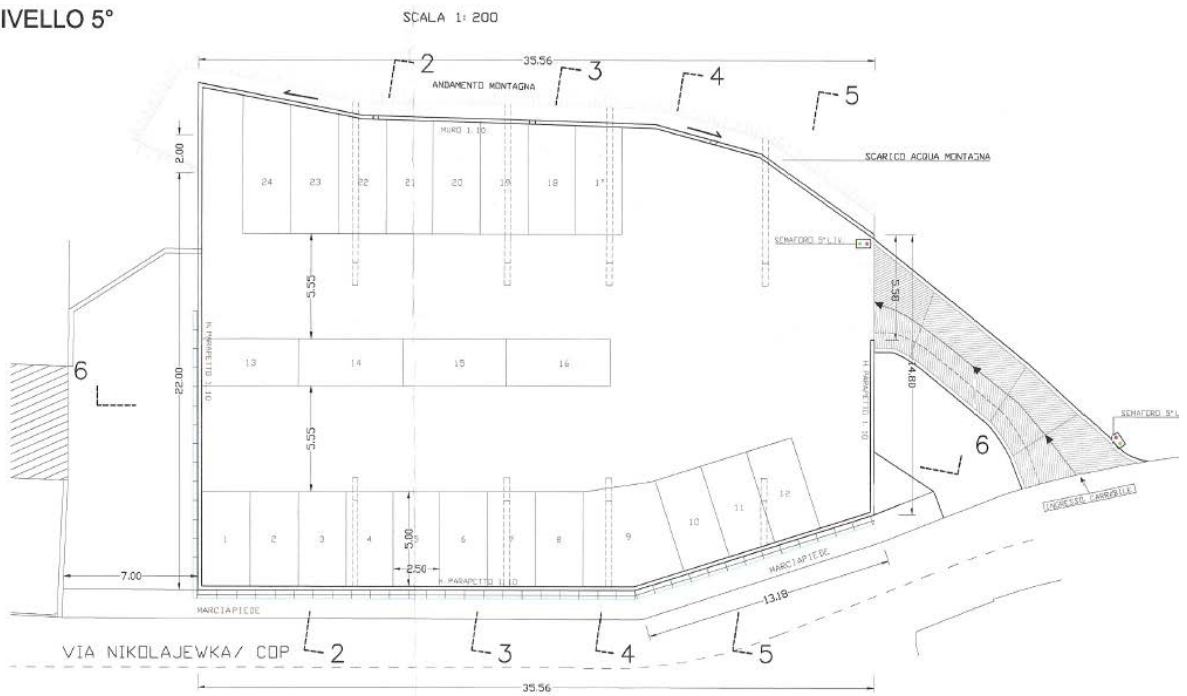 IVELLO 5°
SCALA 1:200
35.56
2
3
4
5
ANDAMENTO MONTAGNA
MURO 1.10
2.00
SCARICO ACQUA MONTAGNA
24 23 22 21 20 19 18
SEMAFORO 5° LIV.
5.55
5.58
H. PARAPETTO 1.10
13 14 15 16
6
22.00
14.80
H. PARAPETTO 1.10
5.55
SEMAFORO 5° L
6
INGRESSO CARRABILE
1 2 3 4 5 6 7 8 9 10 11 12
5.00
2.50
H. PARAPETTO 1.10
7.00
MARCIAPIEDE
MARCIAPIEDE
13.18
VIA NIKOLAJEWKA/ COP
2
3
4
5
35.56